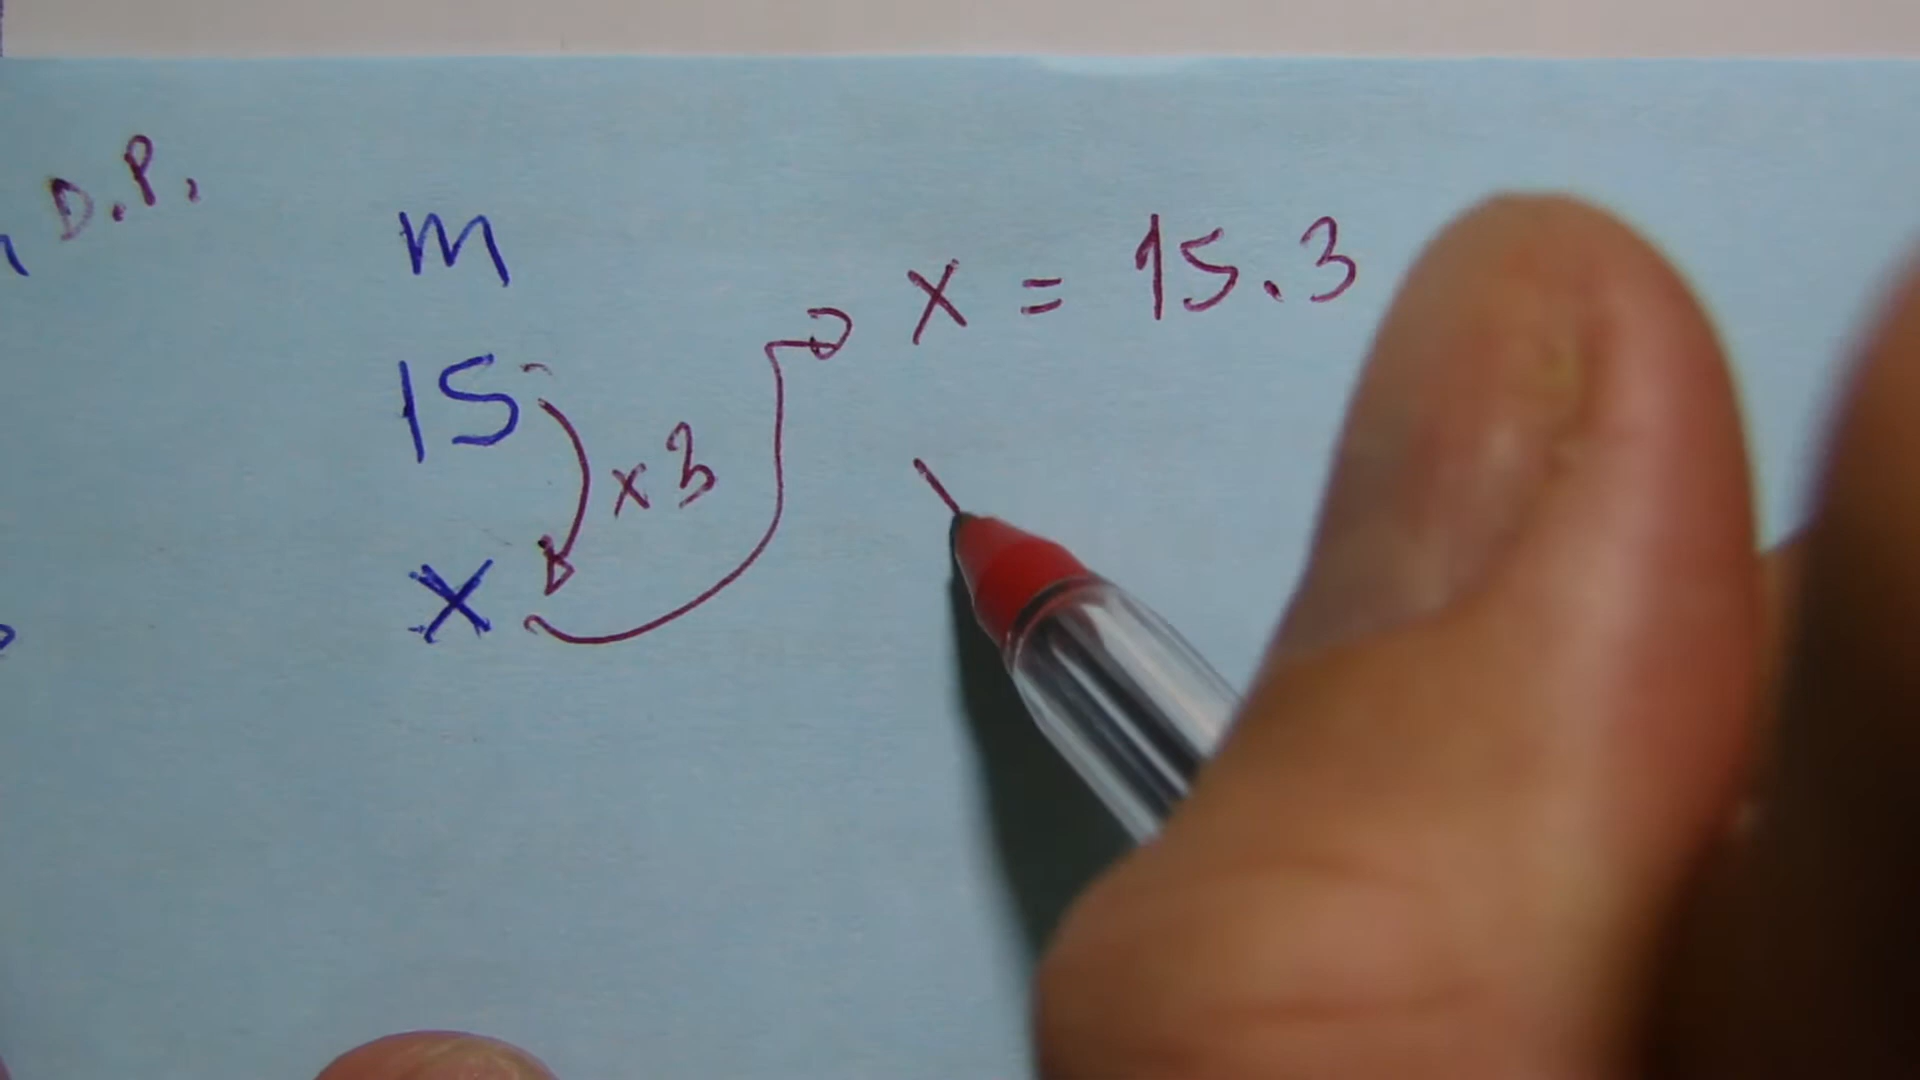 D.P.
m
15
x3
x
x = 15.3